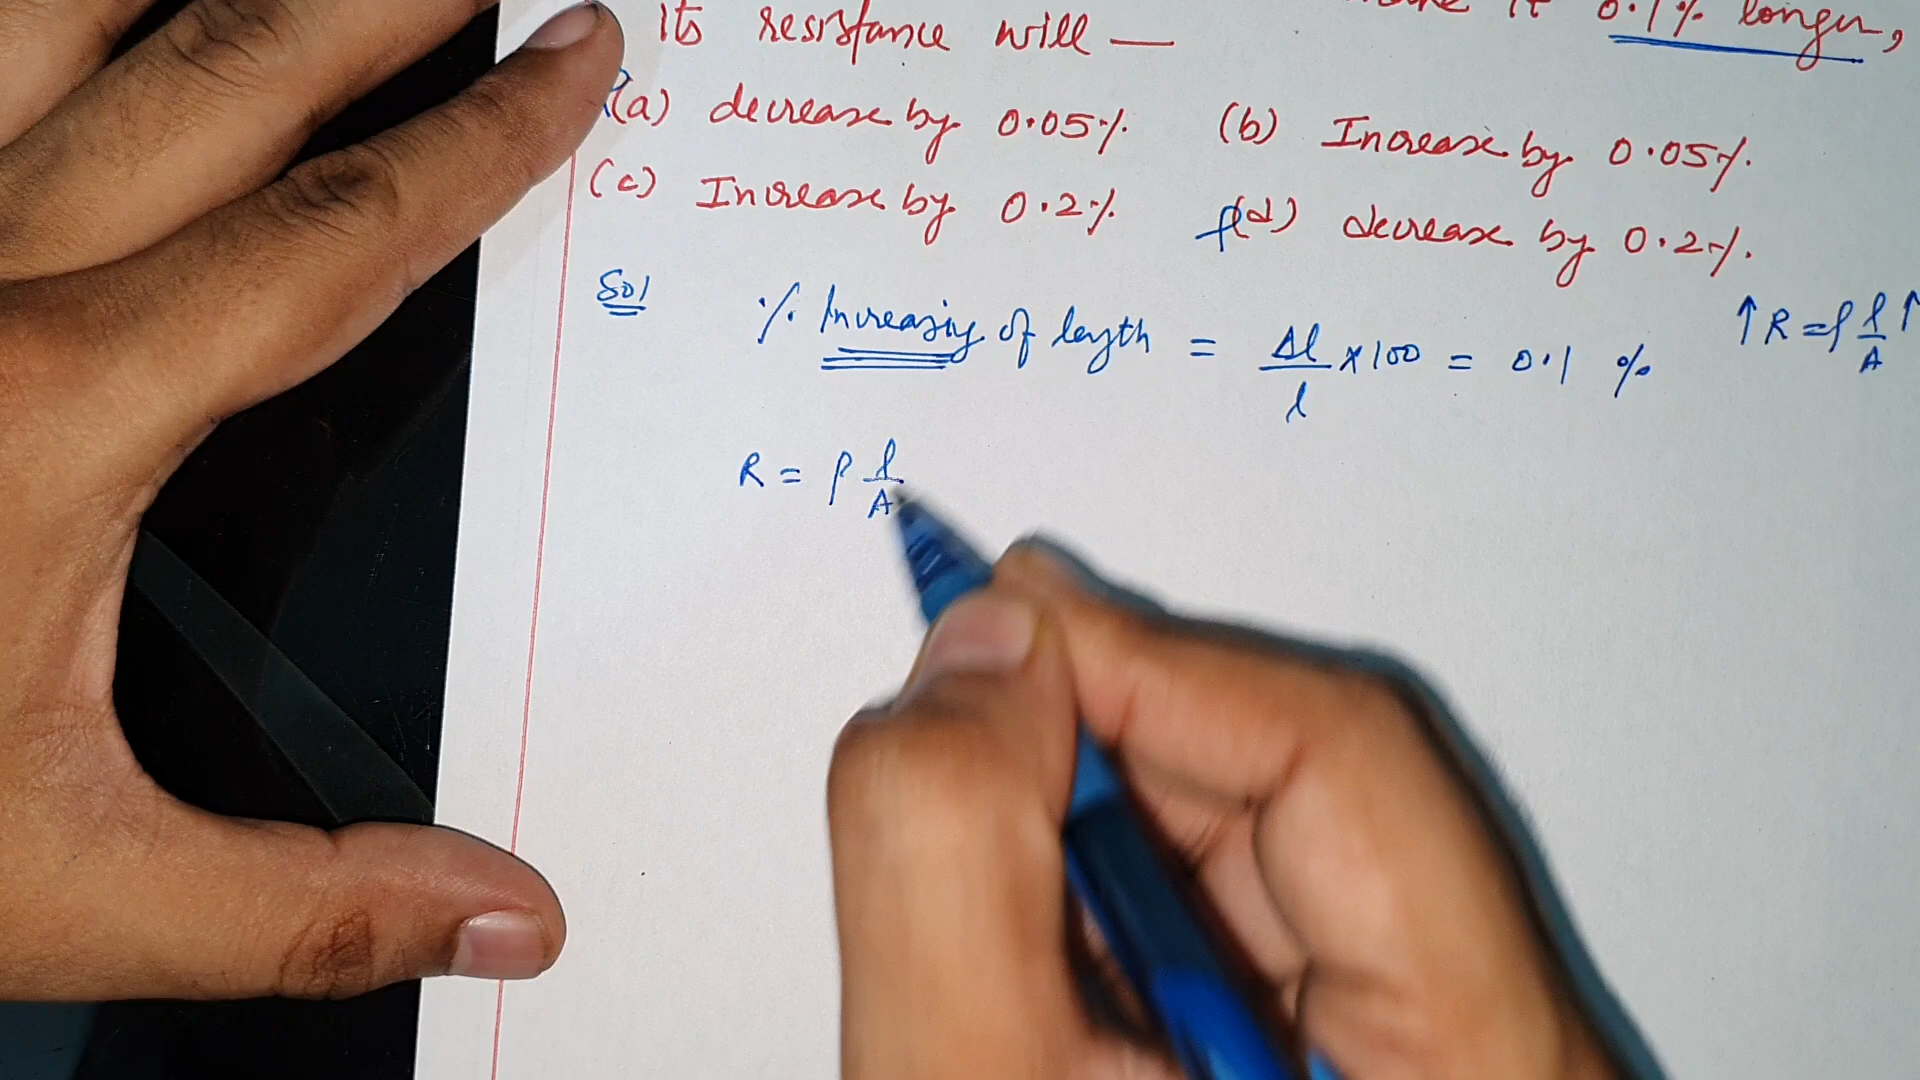 it 0.1% longer,
its resistance will —
(a) decrease by 0.05% (b) Increase by 0.05%.
(c) Increase by 0.2% (d) decrease by 0.2%.
Sol % Increasing of length = Δl/l × 100 = 0.1 % ↑ R = ρ l/A ↑
R = ρ l/A